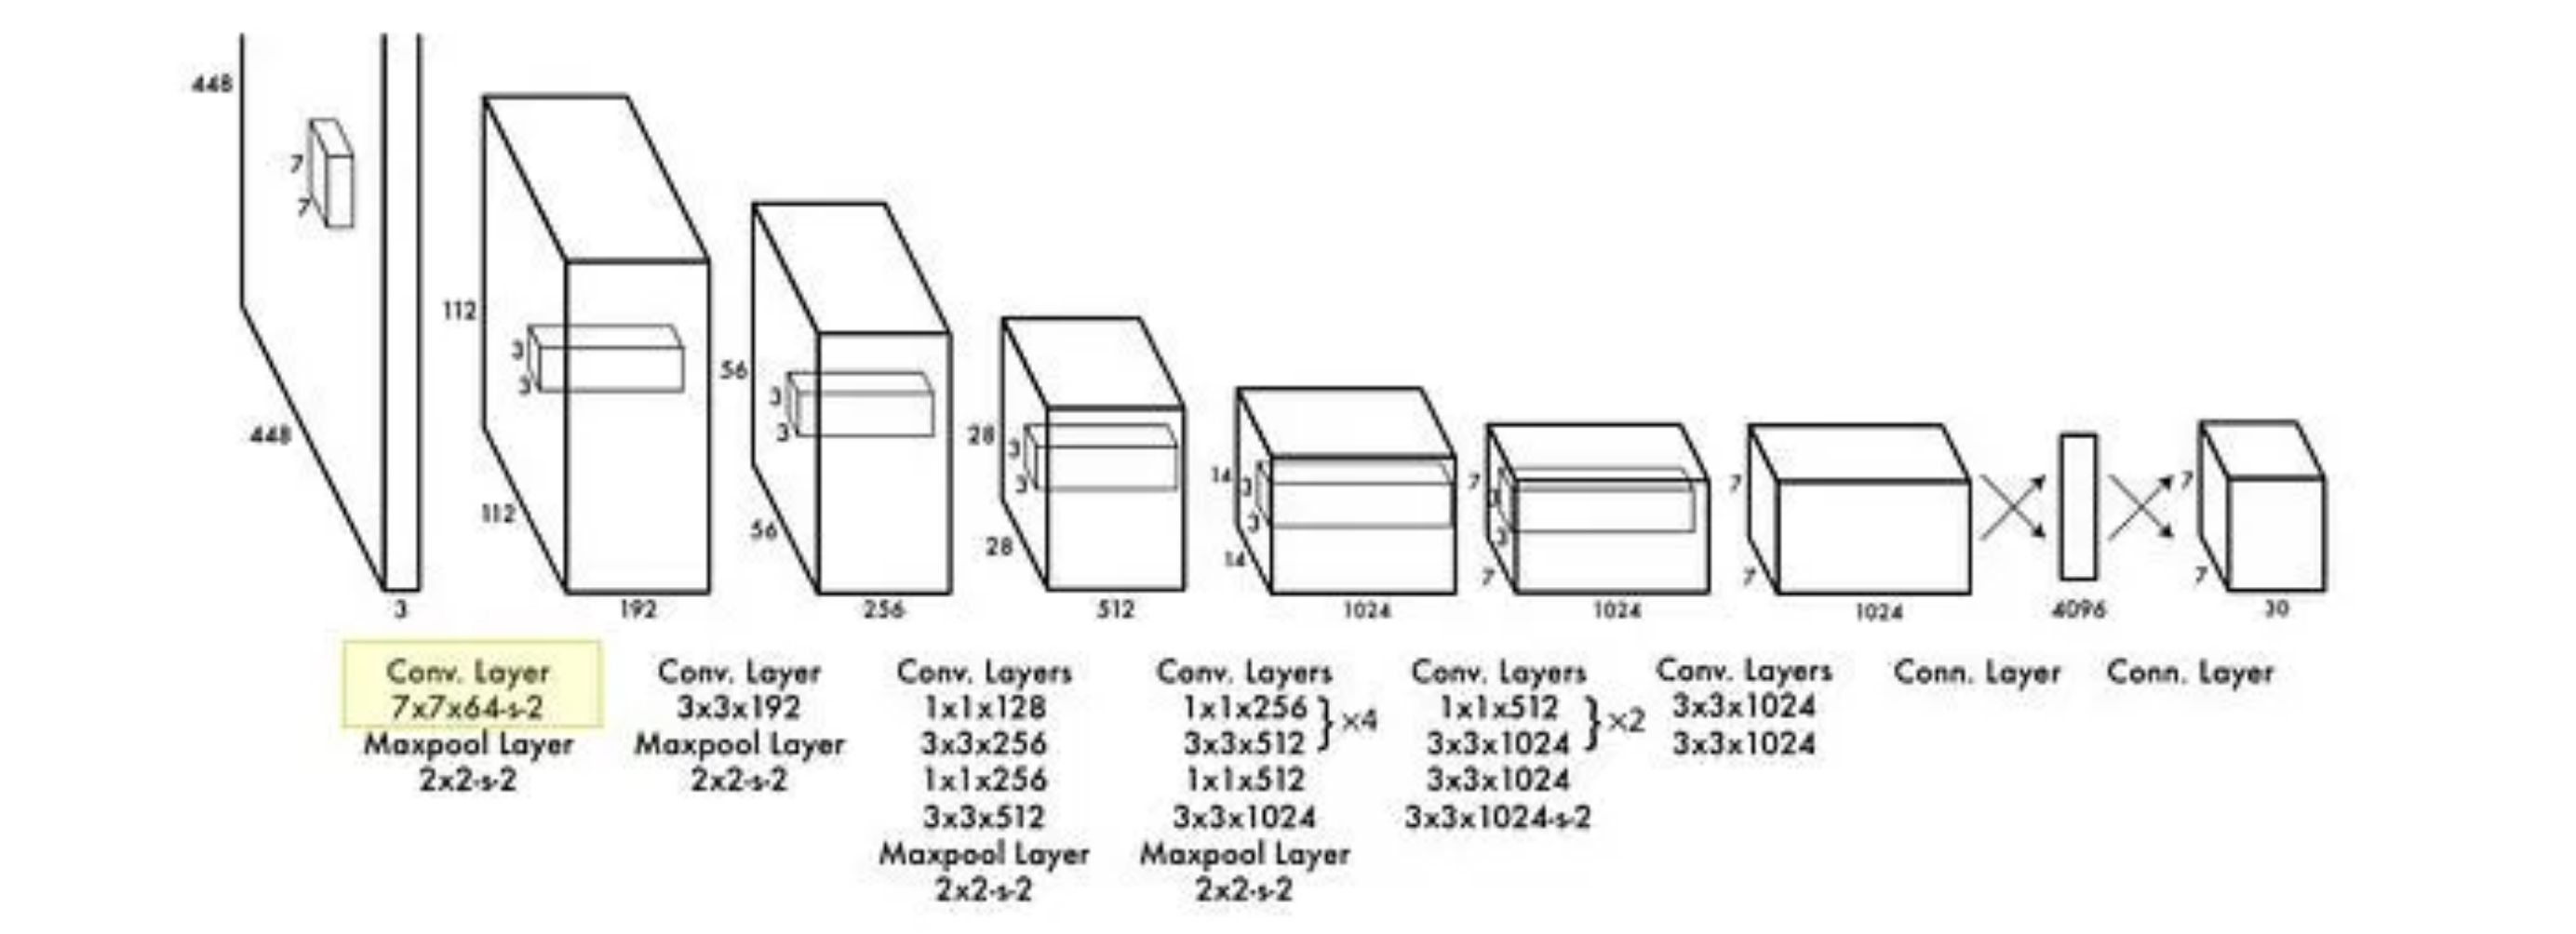 448
7
7
448
3
112
3
3
112
192
56
3
3
56
256
28
3
3
28
512
14
3
3
14
1024
7
3
3
7
1024
7
7
1024
4096
7
7
30
Conv. Layer
7x7x64-s-2
Maxpool Layer
2x2-s-2
Conv. Layer
3x3x192
Maxpool Layer
2x2-s-2
Conv. Layers
1x1x128
3x3x256
1x1x256
3x3x512
Maxpool Layer
2x2-s-2
Conv. Layers
1x1x256
3x3x512
}×4
1x1x512
3x3x1024
Maxpool Layer
2x2-s-2
Conv. Layers
1x1x512
3x3x1024
}×2
3x3x1024
3x3x1024-s-2
Conv. Layers
3x3x1024
3x3x1024
Conn. Layer
Conn. Layer